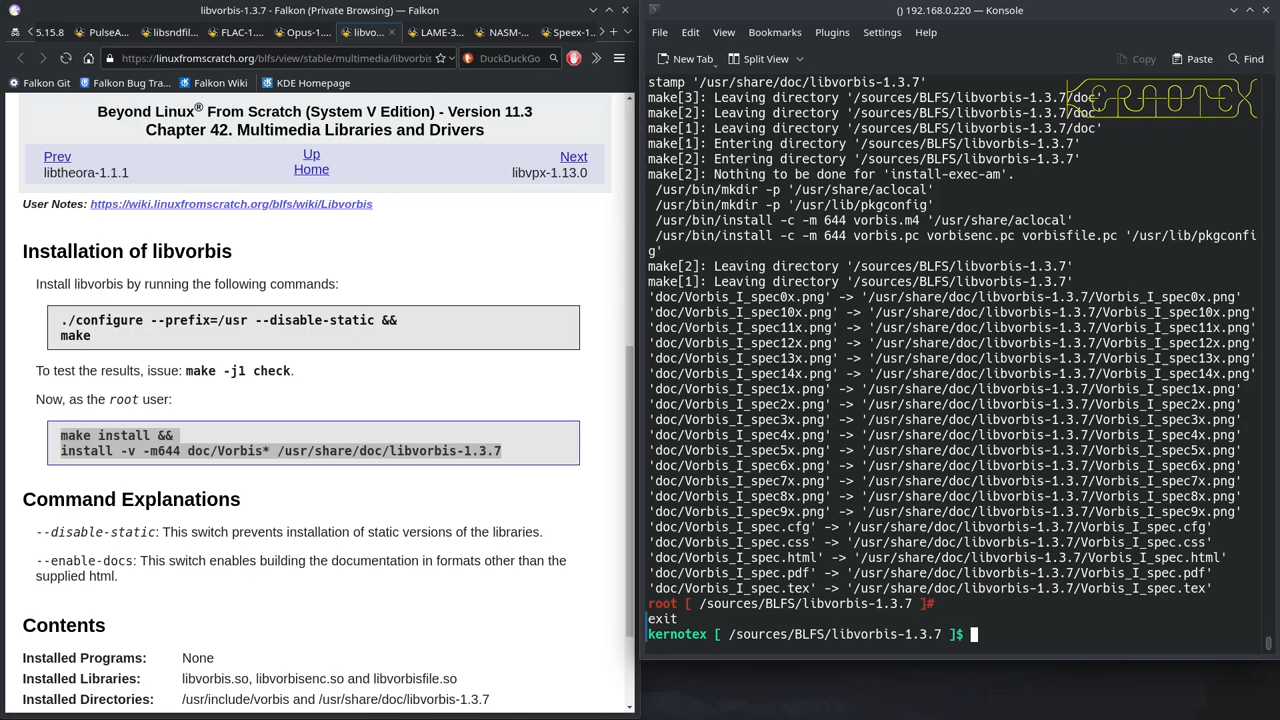 libvorbis-1.3.7 - Falkon (Private Browsing) — Falkon
5.15.8
PulseA...
libsndfil...
FLAC-1....
Opus-1....
libvo...
LAME-3....
NASM-...
Speex-1...
https://linuxfromscratch.org/blfs/view/stable/multimedia/libvorbis
DuckDuckGo
Falkon Git
Falkon Bug Tra...
Falkon Wiki
KDE Homepage
Beyond Linux® From Scratch (System V Edition) - Version 11.3
Chapter 42. Multimedia Libraries and Drivers
Prev
Up
Next
libtheora-1.1.1
Home
libvpx-1.13.0
User Notes: https://wiki.linuxfromscratch.org/blfs/wiki/Libvorbis
Installation of libvorbis
Install libvorbis by running the following commands:
./configure --prefix=/usr --disable-static &&
make
To test the results, issue: make -j1 check.
Now, as the root user:
make install &&
install -v -m644 doc/Vorbis* /usr/share/doc/libvorbis-1.3.7
Command Explanations
--disable-static: This switch prevents installation of static versions of the libraries.
--enable-docs: This switch enables building the documentation in formats other than the
supplied html.
Contents
Installed Programs: None
Installed Libraries: libvorbis.so, libvorbisenc.so and libvorbisfile.so
Installed Directories: /usr/include/vorbis and /usr/share/doc/libvorbis-1.3.7
() 192.168.0.220 — Konsole
File Edit View Bookmarks Plugins Settings Help
New Tab Split View Copy Paste Find
KERNOTEX
stamp '/usr/share/doc/libvorbis-1.3.7'
make[3]: Leaving directory '/sources/BLFS/libvorbis-1.3.7/doc'
make[2]: Leaving directory '/sources/BLFS/libvorbis-1.3.7/doc'
make[1]: Leaving directory '/sources/BLFS/libvorbis-1.3.7/doc'
make[1]: Entering directory '/sources/BLFS/libvorbis-1.3.7'
make[2]: Entering directory '/sources/BLFS/libvorbis-1.3.7'
make[2]: Nothing to be done for 'install-exec-am'.
/usr/bin/mkdir -p '/usr/share/aclocal'
/usr/bin/mkdir -p '/usr/lib/pkgconfig'
/usr/bin/install -c -m 644 vorbis.m4 '/usr/share/aclocal'
/usr/bin/install -c -m 644 vorbis.pc vorbisenc.pc vorbisfile.pc '/usr/lib/pkgconfi
g'
make[2]: Leaving directory '/sources/BLFS/libvorbis-1.3.7'
make[1]: Leaving directory '/sources/BLFS/libvorbis-1.3.7'
'doc/Vorbis_I_spec0x.png' -> '/usr/share/doc/libvorbis-1.3.7/Vorbis_I_spec0x.png'
'doc/Vorbis_I_spec10x.png' -> '/usr/share/doc/libvorbis-1.3.7/Vorbis_I_spec10x.png'
'doc/Vorbis_I_spec11x.png' -> '/usr/share/doc/libvorbis-1.3.7/Vorbis_I_spec11x.png'
'doc/Vorbis_I_spec12x.png' -> '/usr/share/doc/libvorbis-1.3.7/Vorbis_I_spec12x.png'
'doc/Vorbis_I_spec13x.png' -> '/usr/share/doc/libvorbis-1.3.7/Vorbis_I_spec13x.png'
'doc/Vorbis_I_spec14x.png' -> '/usr/share/doc/libvorbis-1.3.7/Vorbis_I_spec14x.png'
'doc/Vorbis_I_spec1x.png' -> '/usr/share/doc/libvorbis-1.3.7/Vorbis_I_spec1x.png'
'doc/Vorbis_I_spec2x.png' -> '/usr/share/doc/libvorbis-1.3.7/Vorbis_I_spec2x.png'
'doc/Vorbis_I_spec3x.png' -> '/usr/share/doc/libvorbis-1.3.7/Vorbis_I_spec3x.png'
'doc/Vorbis_I_spec4x.png' -> '/usr/share/doc/libvorbis-1.3.7/Vorbis_I_spec4x.png'
'doc/Vorbis_I_spec5x.png' -> '/usr/share/doc/libvorbis-1.3.7/Vorbis_I_spec5x.png'
'doc/Vorbis_I_spec6x.png' -> '/usr/share/doc/libvorbis-1.3.7/Vorbis_I_spec6x.png'
'doc/Vorbis_I_spec7x.png' -> '/usr/share/doc/libvorbis-1.3.7/Vorbis_I_spec7x.png'
'doc/Vorbis_I_spec8x.png' -> '/usr/share/doc/libvorbis-1.3.7/Vorbis_I_spec8x.png'
'doc/Vorbis_I_spec9x.png' -> '/usr/share/doc/libvorbis-1.3.7/Vorbis_I_spec9x.png'
'doc/Vorbis_I_spec.cfg' -> '/usr/share/doc/libvorbis-1.3.7/Vorbis_I_spec.cfg'
'doc/Vorbis_I_spec.css' -> '/usr/share/doc/libvorbis-1.3.7/Vorbis_I_spec.css'
'doc/Vorbis_I_spec.html' -> '/usr/share/doc/libvorbis-1.3.7/Vorbis_I_spec.html'
'doc/Vorbis_I_spec.pdf' -> '/usr/share/doc/libvorbis-1.3.7/Vorbis_I_spec.pdf'
'doc/Vorbis_I_spec.tex' -> '/usr/share/doc/libvorbis-1.3.7/Vorbis_I_spec.tex'
root [ /sources/BLFS/libvorbis-1.3.7 ]#
exit
kernotex [ /sources/BLFS/libvorbis-1.3.7 ]$